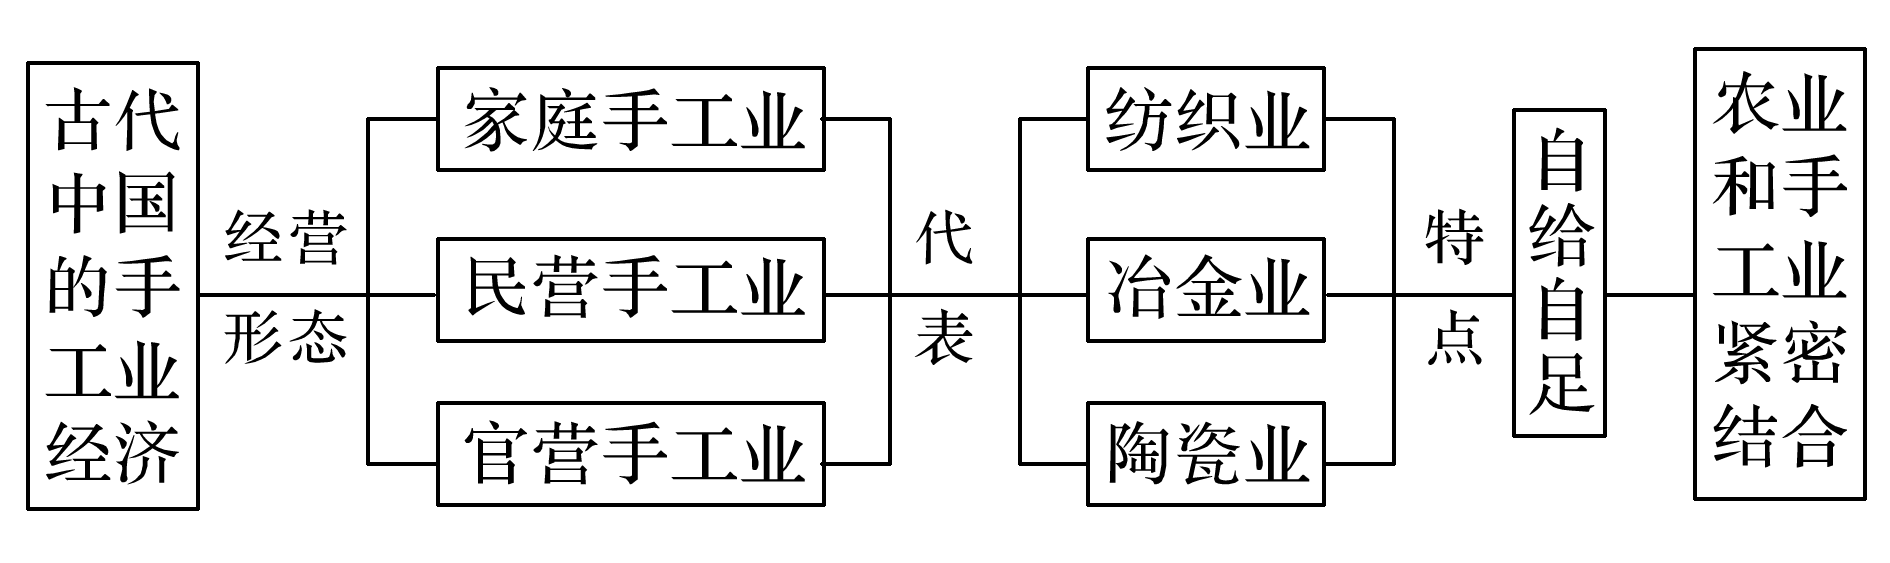 古代
中国
的手
工业
经济
经营
形态
家庭手工业
民营手工业
官营手工业
代
表
纺织业
冶金业
陶瓷业
特
点
自
给
自
足
农业
和手
工业
紧密
结合